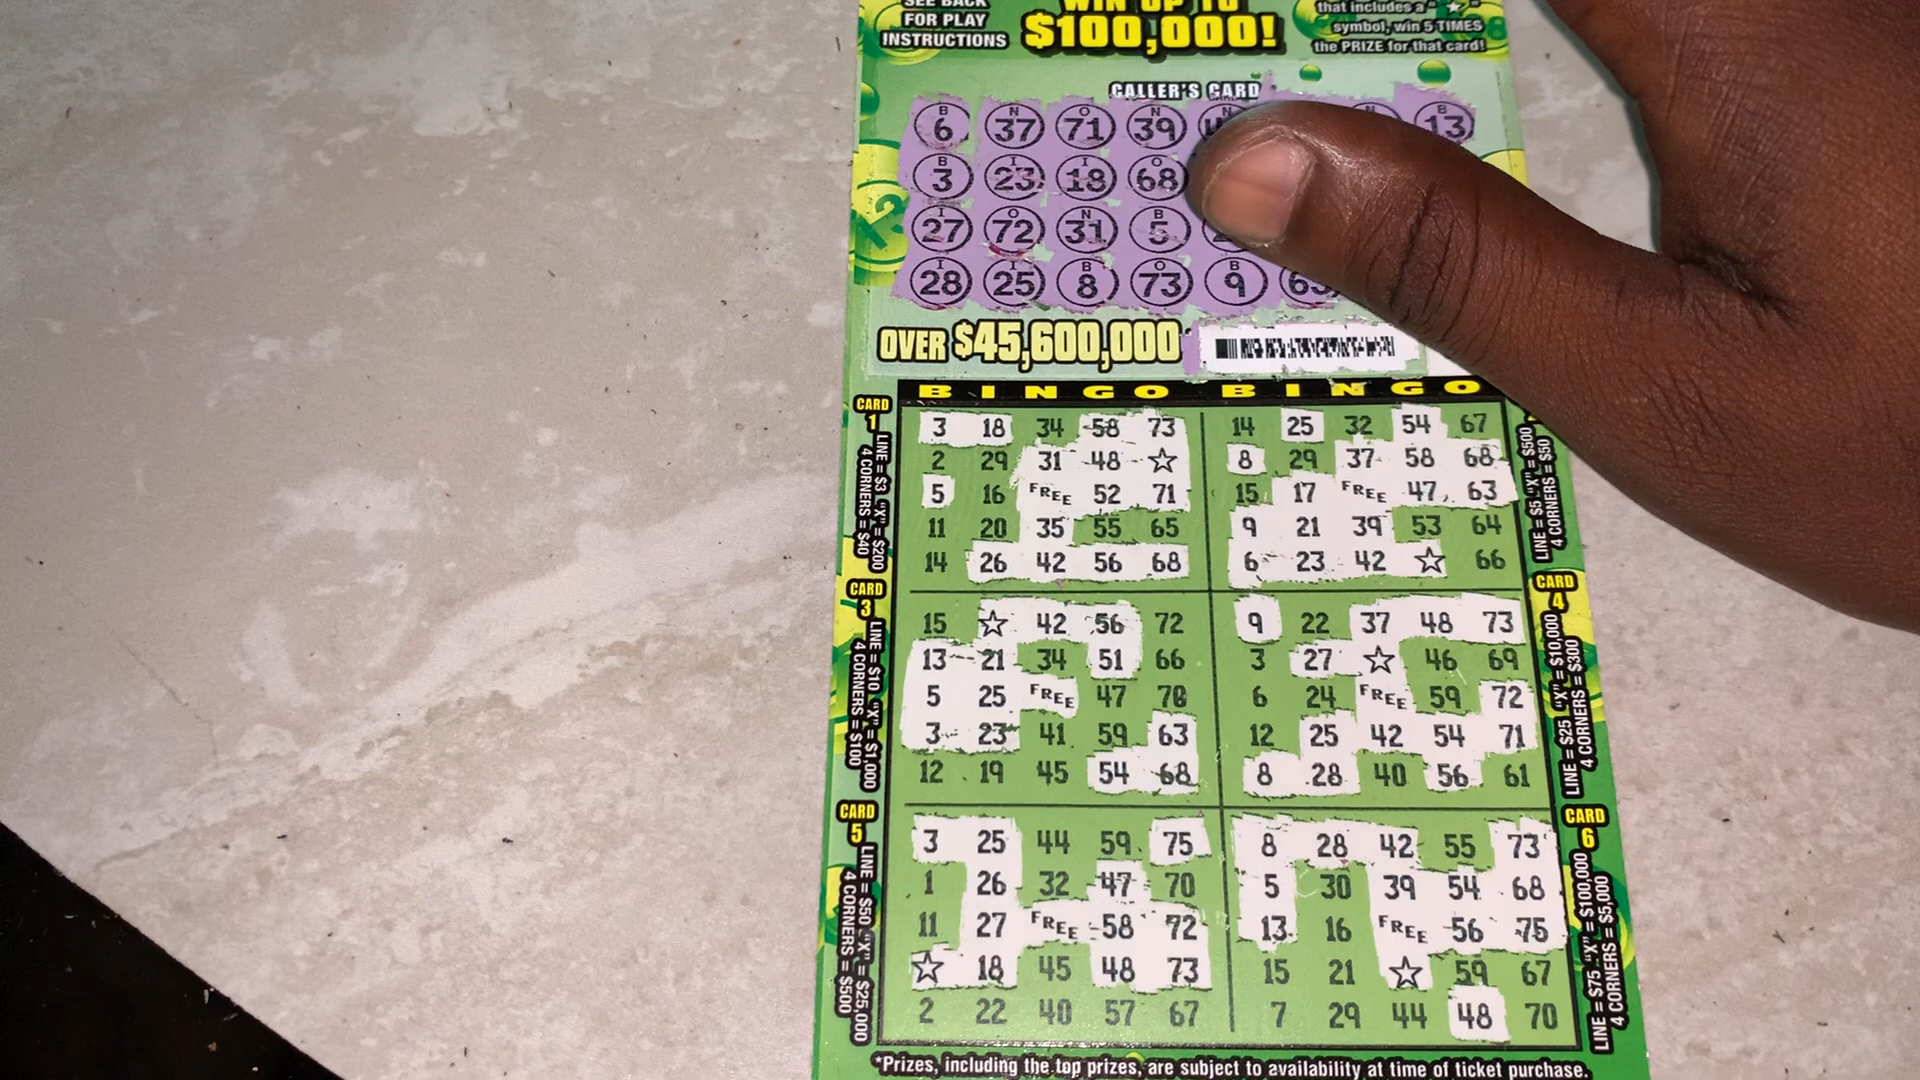 SEE BACK
FOR PLAY
INSTRUCTIONS
WIN UP TO
$100,000!
that includes a "★"
symbol, win 5 TIMES
the PRIZE for that card!
CALLER'S CARD
B N O N N N B
6 37 71 39 13
B I I O
3 23 18 68
I O N B
27 72 31 5
I I B O B
28 25 8 73 9 63
OVER $45,600,000
B I N G O B I N G O
CARD
1
LINE = $3 "X" = $200
4 CORNERS = $40
3 18 34 58 73
2 29 31 48 ☆
5 16 FREE 52 71
11 20 35 55 65
14 26 42 56 68
14 25 32 54 67
8 29 37 58 68
15 17 FREE 47 63
9 21 39 53 64
6 23 42 ☆ 66
LINE = $5 "X" = $500
4 CORNERS = $50
CARD
3
LINE = $10 "X" = $1,000
4 CORNERS = $100
15 ☆ 42 56 72
13 21 34 51 66
5 25 FREE 47 70
3 23 41 59 63
12 19 45 54 68
CARD
4
LINE = $25 "X" = $10,000
4 CORNERS = $300
9 22 37 48 73
3 27 ☆ 46 69
6 24 FREE 59 72
12 25 42 54 71
8 28 40 56 61
CARD
5
LINE = $50 "X" = $25,000
4 CORNERS = $500
3 25 44 59 75
1 26 32 47 70
11 27 FREE 58 72
☆ 18 45 48 73
2 22 40 57 67
CARD
6
LINE = $75 "X" = $100,000
4 CORNERS = $5,000
8 28 42 55 73
5 30 39 54 68
13 16 FREE 56 75
15 21 ☆ 59 67
7 29 44 48 70
*Prizes, including the top prizes, are subject to availability at time of ticket purchase.